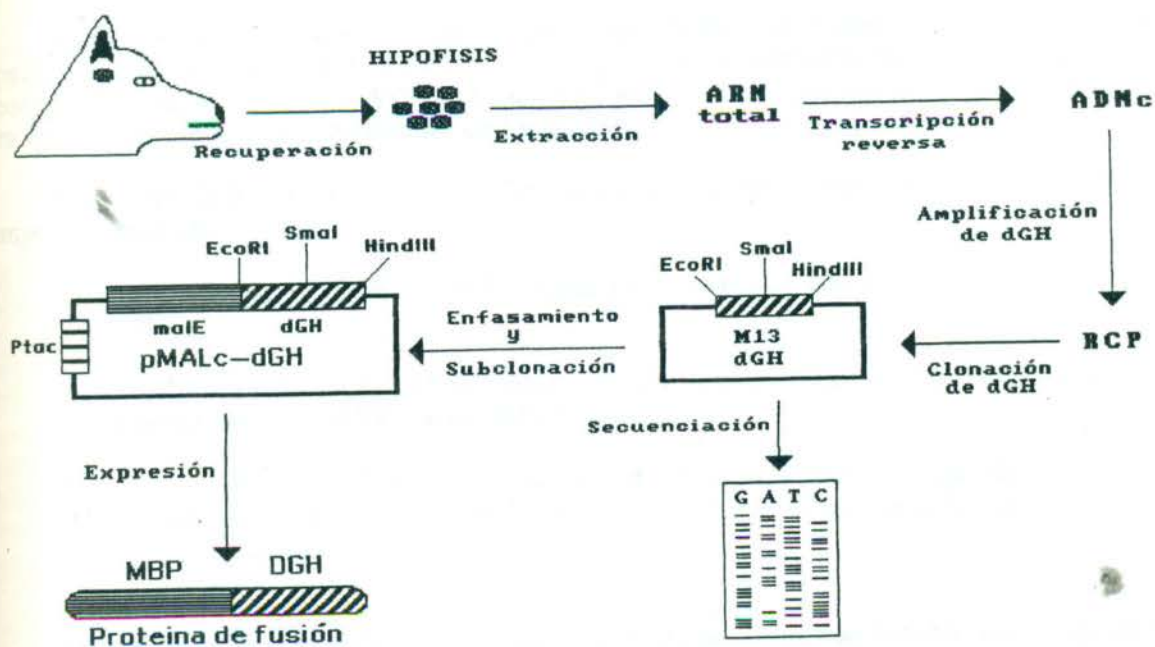 HIPOFISIS
Recuperación
Extracción
ARN
total
Transcripción
reversa
ADNc
Amplificación
de dGH
RCP
Clonación
de dGH
EcoRI
SmaI
HindIII
M13
dGH
Enfasamiento
y
Subclonación
EcoRI
SmaI
HindIII
malE
dGH
Ptac
pMALc-dGH
Secuenciación
G A T C
Expresión
MBP
DGH
Proteina de fusión